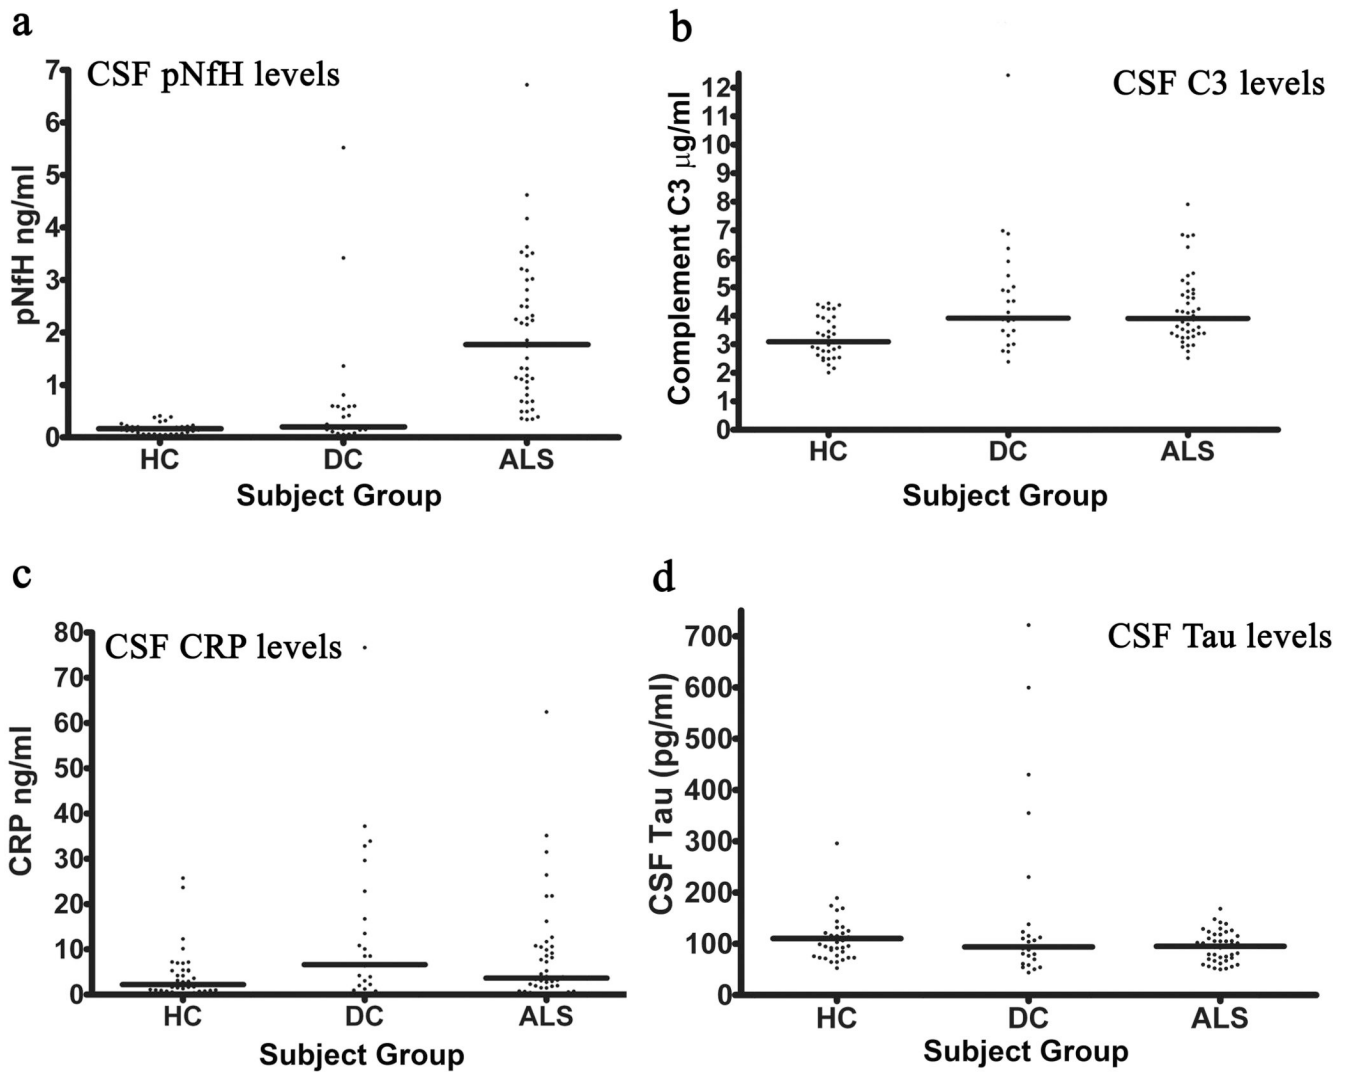 a
CSF pNfH levels
pNfH ng/ml
7
6
5
4
3
2
1
0
HC DC ALS
Subject Group
b
CSF C3 levels
Complement C3 μg/ml
12
11
10
9
8
7
6
5
4
3
2
1
0
HC DC ALS
Subject Group
c
CSF CRP levels
CRP ng/ml
80
70
60
50
40
30
20
10
0
HC DC ALS
Subject Group
d
CSF Tau levels
CSF Tau (pg/ml)
700
600
500
400
300
200
100
0
HC DC ALS
Subject Group